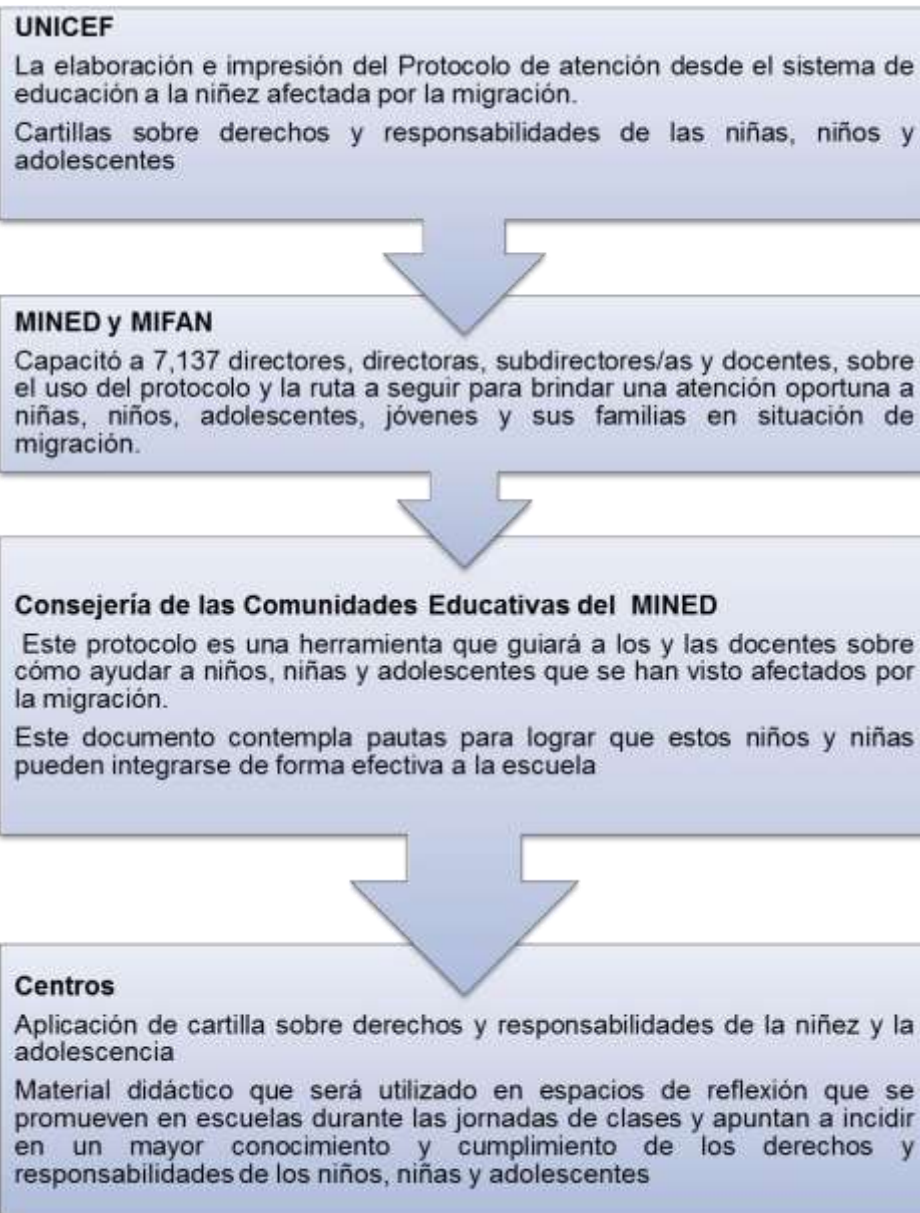 UNICEF
La elaboración e impresión del Protocolo de atención desde el sistema de
educación a la niñez afectada por la migración.
Cartillas sobre derechos y responsabilidades de las niñas, niños y
adolescentes
MINED y MIFAN
Capacitó a 7,137 directores, directoras, subdirectores/as y docentes, sobre
el uso del protocolo y la ruta a seguir para brindar una atención oportuna a
niñas, niños, adolescentes, jóvenes y sus familias en situación de
migración.
Consejería de las Comunidades Educativas del MINED
Este protocolo es una herramienta que guiará a los y las docentes sobre
cómo ayudar a niños, niñas y adolescentes que se han visto afectados por
la migración.
Este documento contempla pautas para lograr que estos niños y niñas
pueden integrarse de forma efectiva a la escuela
Centros
Aplicación de cartilla sobre derechos y responsabilidades de la niñez y la
adolescencia
Material didáctico que será utilizado en espacios de reflexión que se
promueven en escuelas durante las jornadas de clases y apuntan a incidir
en un mayor conocimiento y cumplimiento de los derechos y
responsabilidades de los niños, niñas y adolescentes